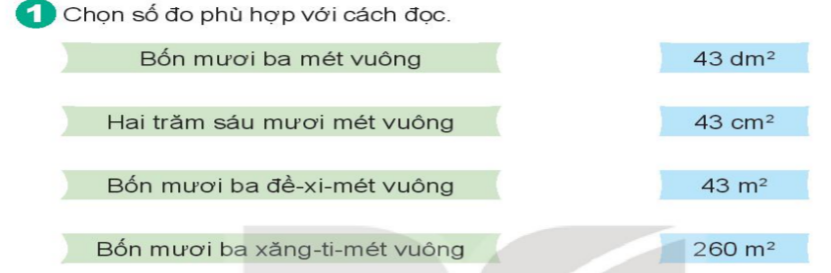 1 Chọn số đo phù hợp với cách đọc.
Bốn mươi ba mét vuông 43 dm²
Hai trăm sáu mươi mét vuông 43 cm²
Bốn mươi ba đề-xi-mét vuông 43 m²
Bốn mươi ba xăng-ti-mét vuông 260 m²